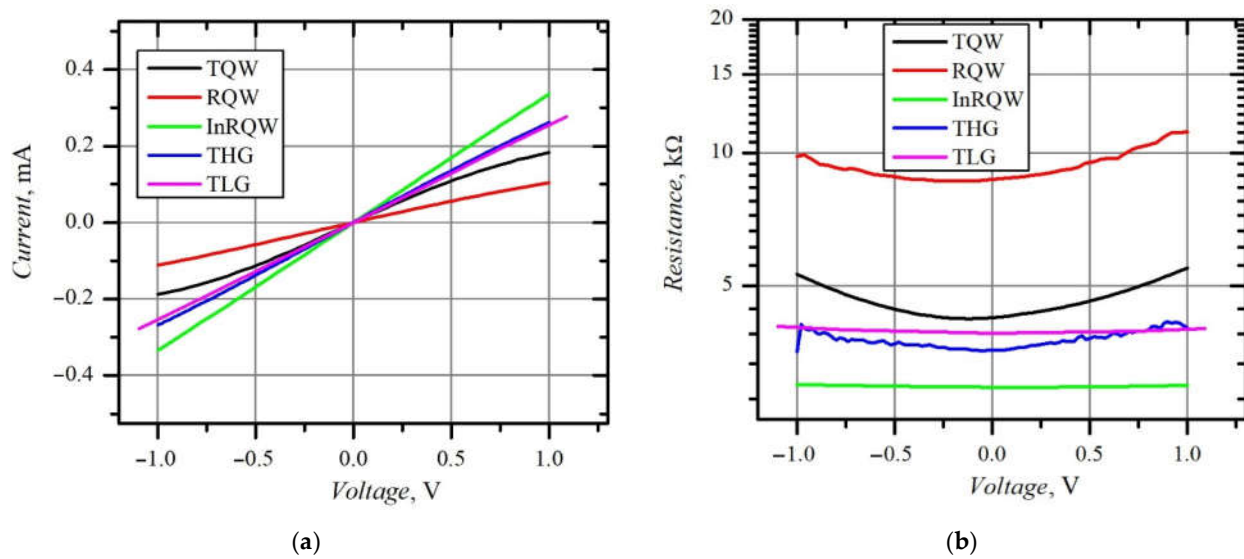 0.4
0.2
0.0
−0.2
−0.4
Current, mA
TQW
RQW
InRQW
THG
TLG
−1.0 −0.5 0.0 0.5 1.0
Voltage, V
(a)
20
15
10
5
Resistance, kΩ
TQW
RQW
InRQW
THG
TLG
−1.0 −0.5 0.0 0.5 1.0
Voltage, V
(b)